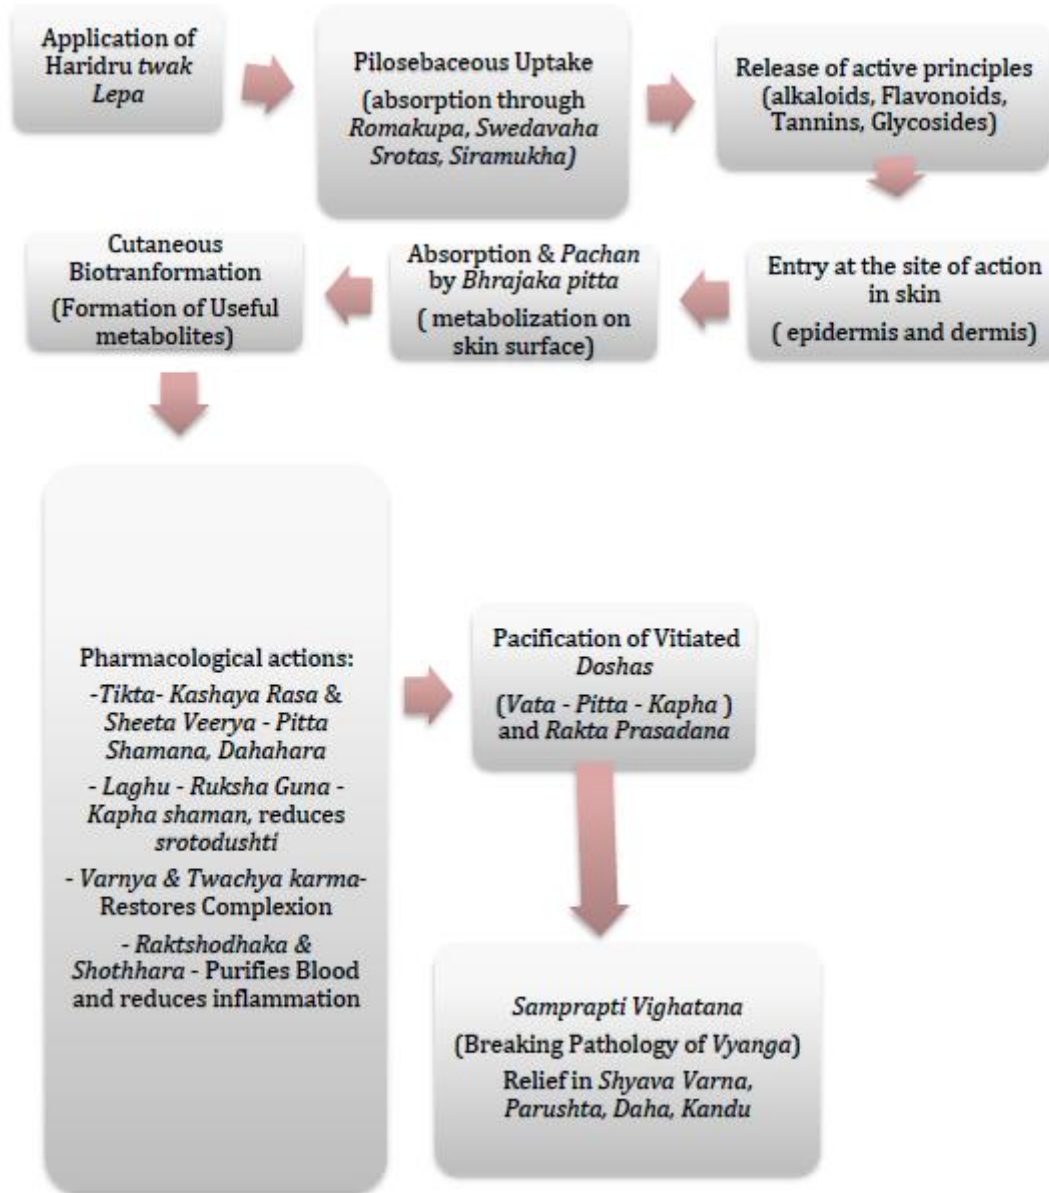 Application of
Haridru twak
Lepa
Pilosebaceous Uptake
(absorption through
Romakupa, Swedavaha
Srotas, Siramukha)
Release of active principles
(alkaloids, Flavonoids,
Tannins, Glycosides)
Entry at the site of action
in skin
( epidermis and dermis)
Absorption & Pachan
by Bhrajaka pitta
( metabolization on
skin surface)
Cutaneous
Biotranformation
(Formation of Useful
metabolites)
Pharmacological actions:
-Tikta- Kashaya Rasa &
Sheeta Veerya - Pitta
Shamana, Dahahara
- Laghu - Ruksha Guna -
Kapha shaman, reduces
srotodushti
- Varnya & Twachya karma-
Restores Complexion
- Raktshodhaka &
Shothhara - Purifies Blood
and reduces inflammation
Pacification of Vitiated
Doshas
(Vata - Pitta - Kapha )
and Rakta Prasadana
Samprapti Vighatana
(Breaking Pathology of Vyanga)
Relief in Shyava Varna,
Parushta, Daha, Kandu